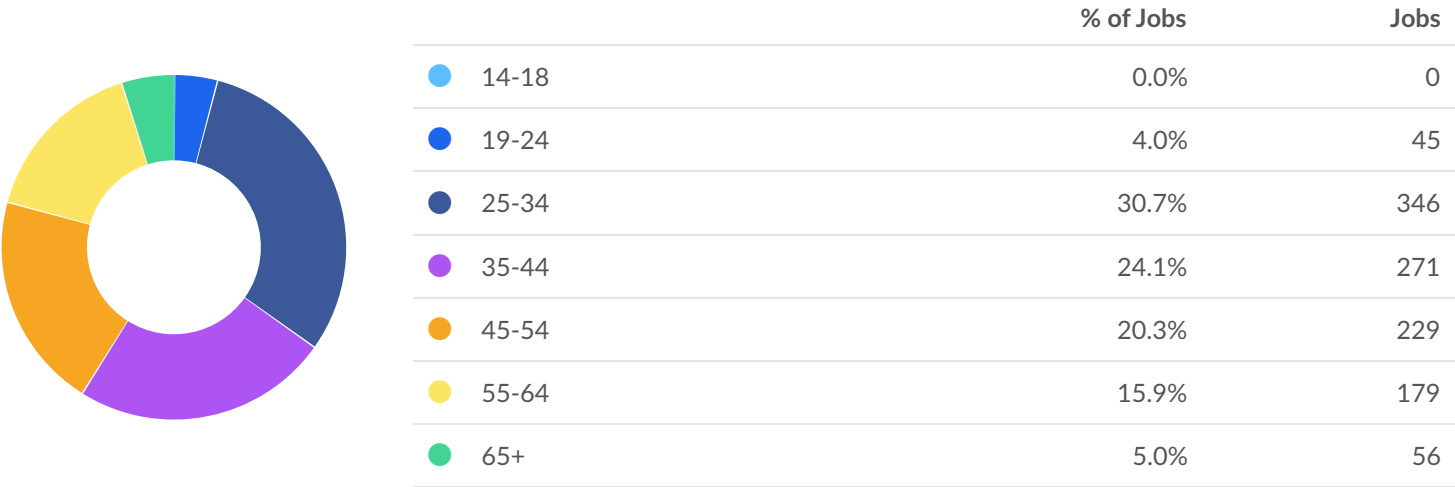 % of Jobs Jobs
14-18 0.0% 0
19-24 4.0% 45
25-34 30.7% 346
35-44 24.1% 271
45-54 20.3% 229
55-64 15.9% 179
65+ 5.0% 56